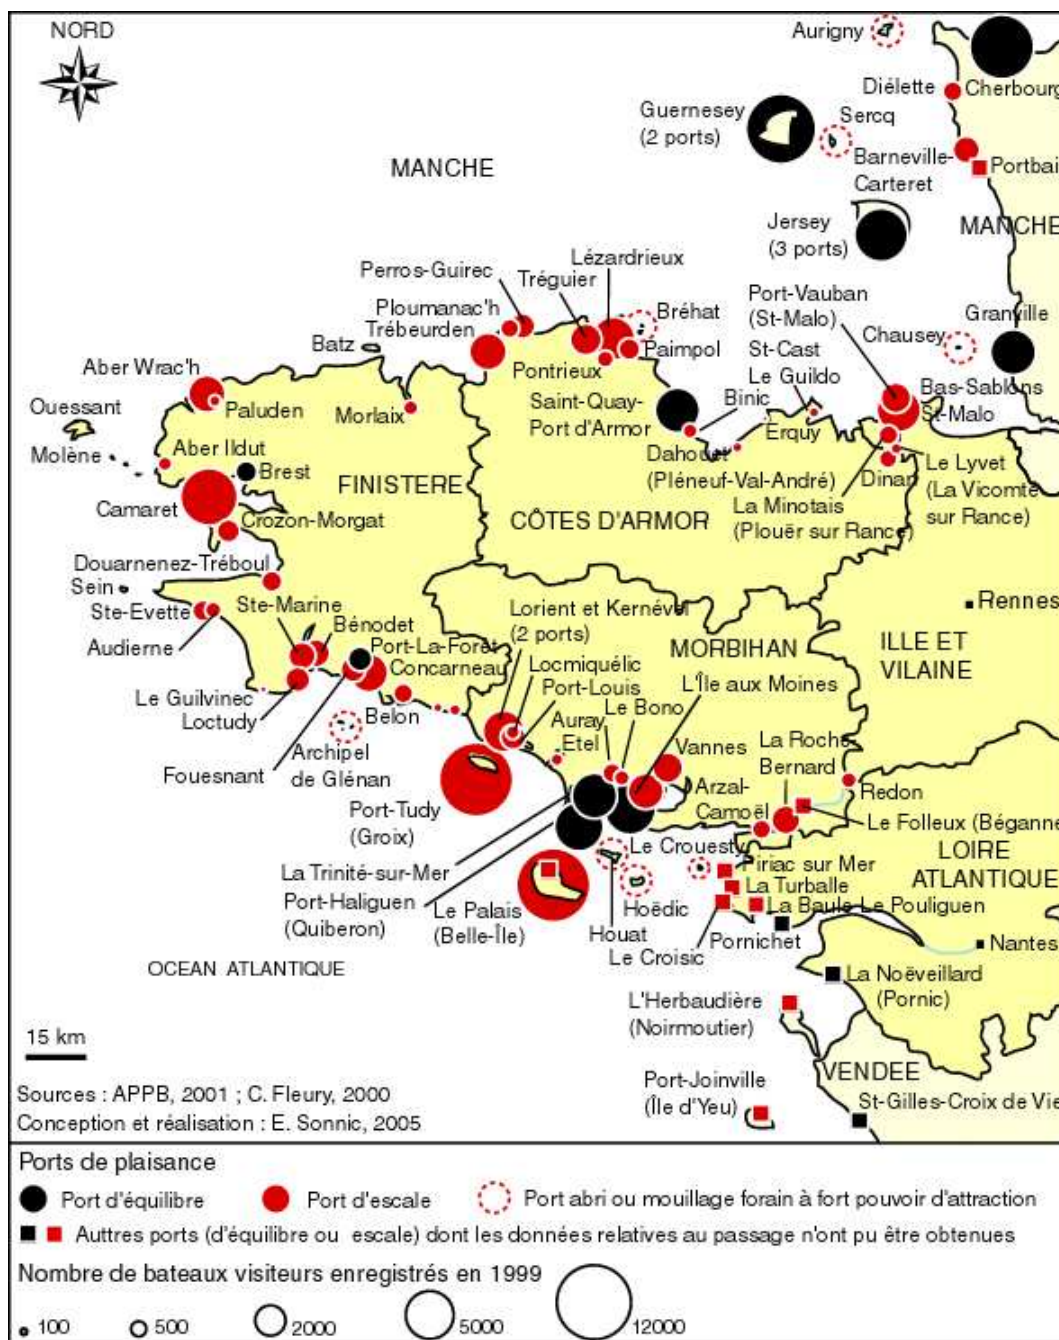 NORD
Aurigny
Diélette
Cherbourg
Guernesey
(2 ports)
Sercq
MANCHE
Barneville-
Carteret
Portbail
Jersey
(3 ports)
MANCHE
Lézardrieux
Perros-Guirec
Tréguier
Port-Vauban
(St-Malo)
Granville
Ploumanac'h
Trébeurden
Bréhat
Chausey
Batz
Paimpol
St-Cast
Aber Wrac'h
Pontrieux
Le Guildo
Bas-Sablons
St-Malo
Ouessant
Paluden
Morlaix
Saint-Quay-
Port d'Armor
Binic
Erquy
Molène
Aber Ildut
Brest
Dahouet
(Pléneuf-Val-André)
Dinan
Le Lyvet
(La Vicomté
sur Rance)
Camaret
FINISTERE
CÔTES D'ARMOR
La Minotais
(Plouër sur Rance)
Crozon-Morgat
Douarnenez-Tréboul
Sein
Ste-Evette
Ste-Marine
Lorient et Kernével
(2 ports)
Rennes
Audierne
Bénodet
Port-La-Forêt
Concarneau
Locmiquélic
MORBIHAN
ILLE ET
VILAINE
Port-Louis
L'Île aux Moines
Le Guilvinec
Loctudy
Belon
Auray
Le Bono
Etel
Vannes
La Roche
Bernard
Fouesnant
Archipel
de Glénan
Arzal-
Camoël
Redon
Port-Tudy
(Groix)
Le Folleux (Béganne
Le Crouesty
LOIRE
ATLANTIQUE
La Trinité-sur-Mer
Piriac sur Mer
La Turballe
Port-Haliguen
(Quiberon)
Le Palais
(Belle-Île)
Hoëdic
La Baule-Le Pouliguen
Houat
Le Croisic
Pornichet
Nantes
OCEAN ATLANTIQUE
La Noëveillard
(Pornic)
L'Herbaudière
(Noirmoutier)
15 km
VENDEE
Port-Joinville
(Île d'Yeu)
St-Gilles-Croix de Vie
Sources : APPB, 2001 ; C. Fleury, 2000
Conception et réalisation : E. Sonnic, 2005
Ports de plaisance
Port d'équilibre
Port d'escale
Port abri ou mouillage forain à fort pouvoir d'attraction
Autres ports (d'équilibre ou escale) dont les données relatives au passage n'ont pu être obtenues
Nombre de bateaux visiteurs enregistrés en 1999
100
500
2000
5000
12000